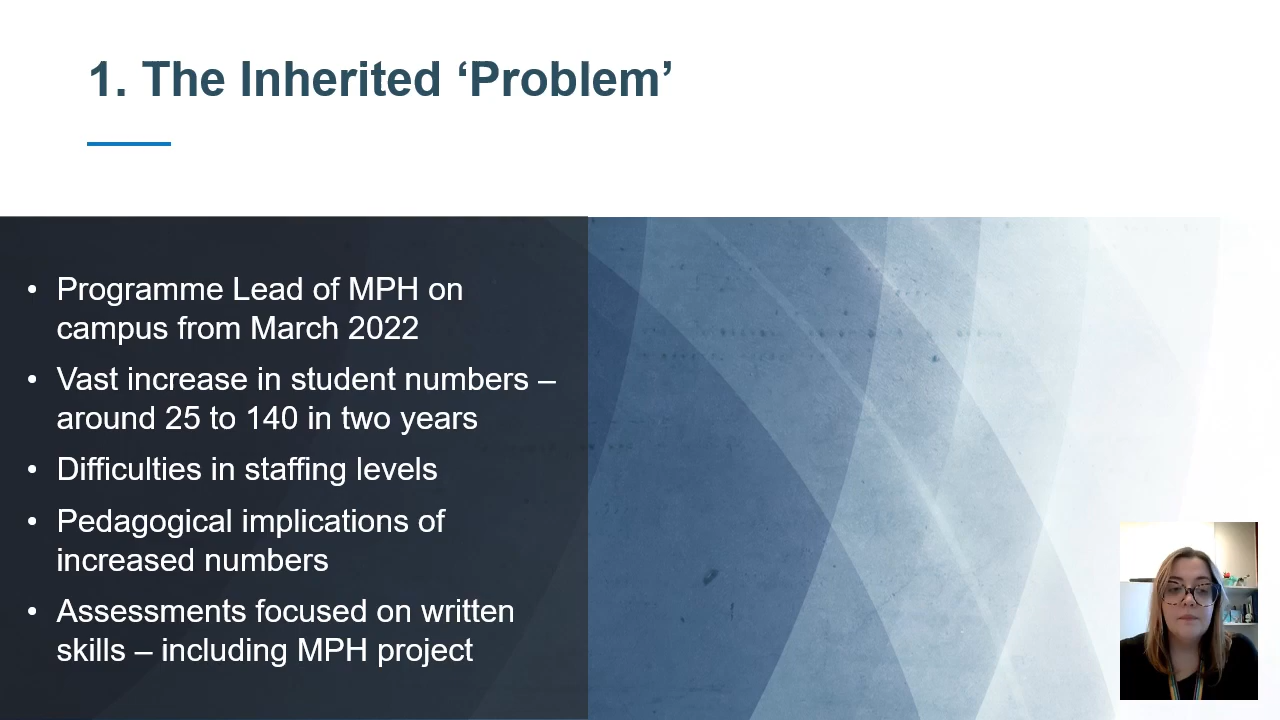 1. The Inherited ‘Problem’
• Programme Lead of MPH on
campus from March 2022
• Vast increase in student numbers –
around 25 to 140 in two years
• Difficulties in staffing levels
• Pedagogical implications of
increased numbers
• Assessments focused on written
skills – including MPH project